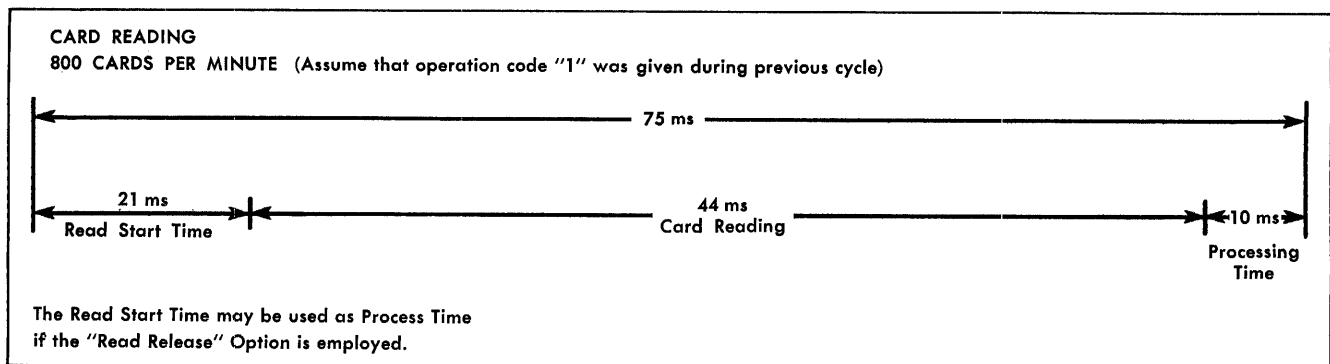 CARD READING
800 CARDS PER MINUTE (Assume that operation code "1" was given during previous cycle)
75 ms
21 ms
Read Start Time
44 ms
Card Reading
10 ms
Processing
Time
The Read Start Time may be used as Process Time
if the "Read Release" Option is employed.